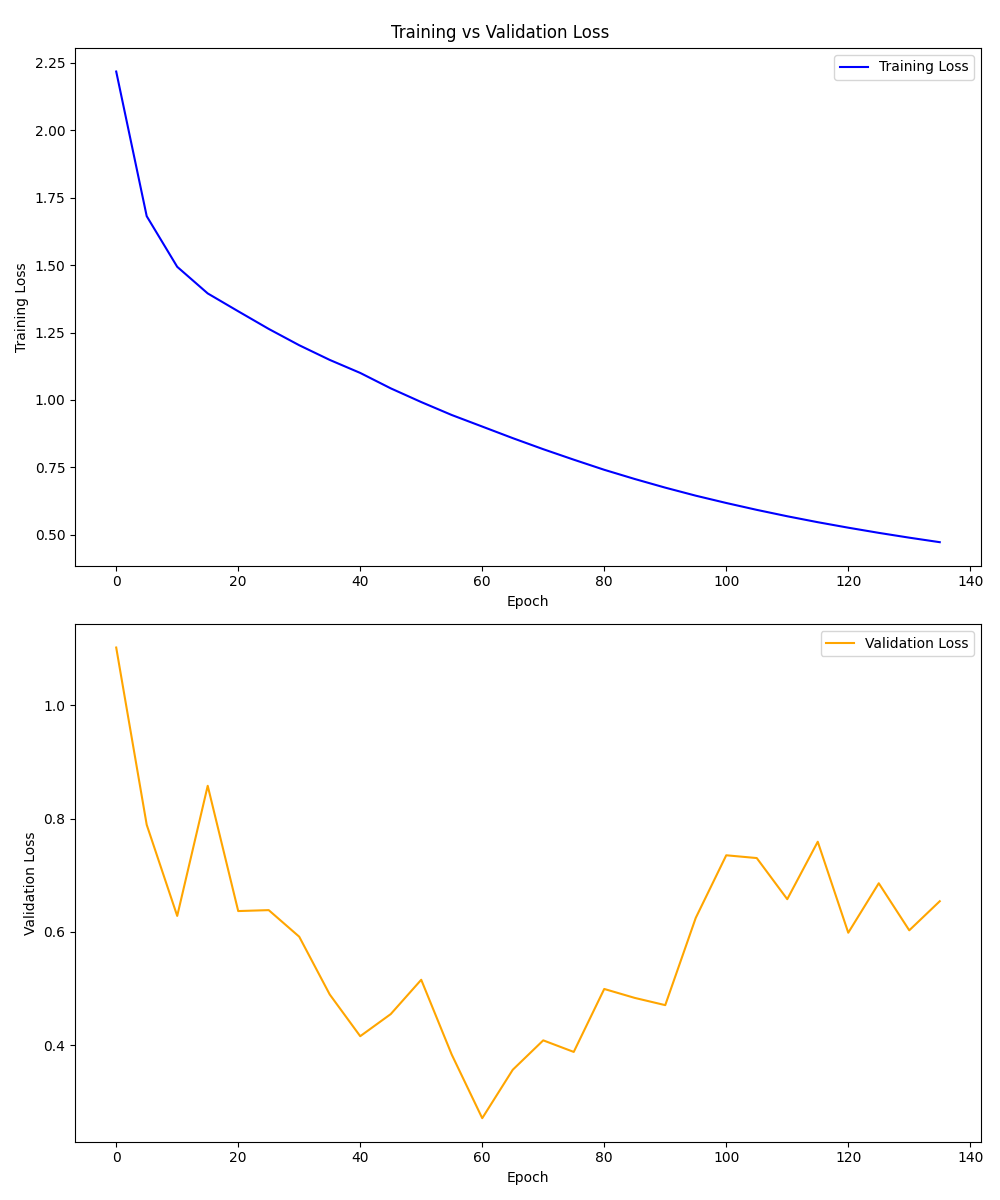 Training vs Validation Loss
Training Loss
2.25
2.00
1.75
1.50
1.25
1.00
0.75
0.50
Training Loss
0 20 40 60 80 100 120 140
Epoch
Validation Loss
1.0
0.8
0.6
0.4
Validation Loss
0 20 40 60 80 100 120 140
Epoch